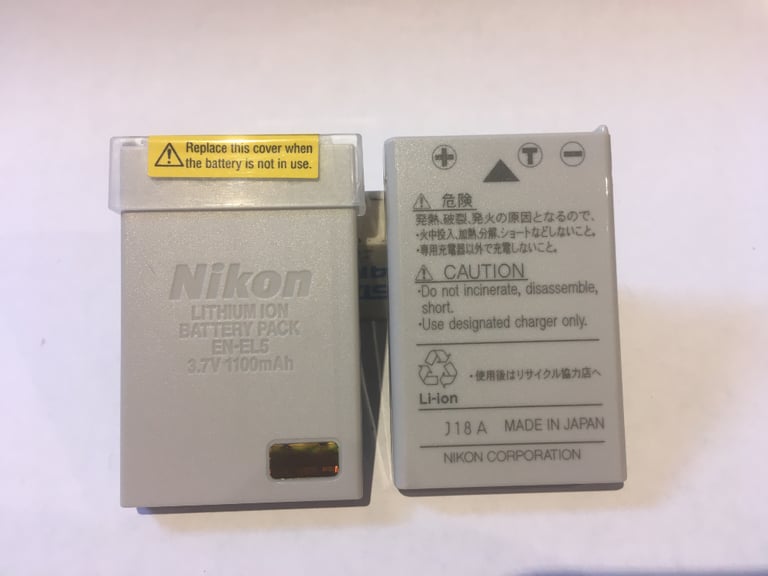 Replace this cover when
the battery is not in use.
Nikon
LITHIUM ION
BATTERY PACK
EN-EL5
3.7V 1100mAh
T
危険
発熱、破裂、発火の原因となるので、
・火中投入、加熱、分解、ショートなどしないこと。
・専用充電器以外で充電しないこと。
CAUTION
・Do not incinerate, disassemble,
short.
・Use designated charger only.
・使用後はリサイクル協力店へ
Li-ion
J18 A MADE IN JAPAN
NIKON CORPORATION